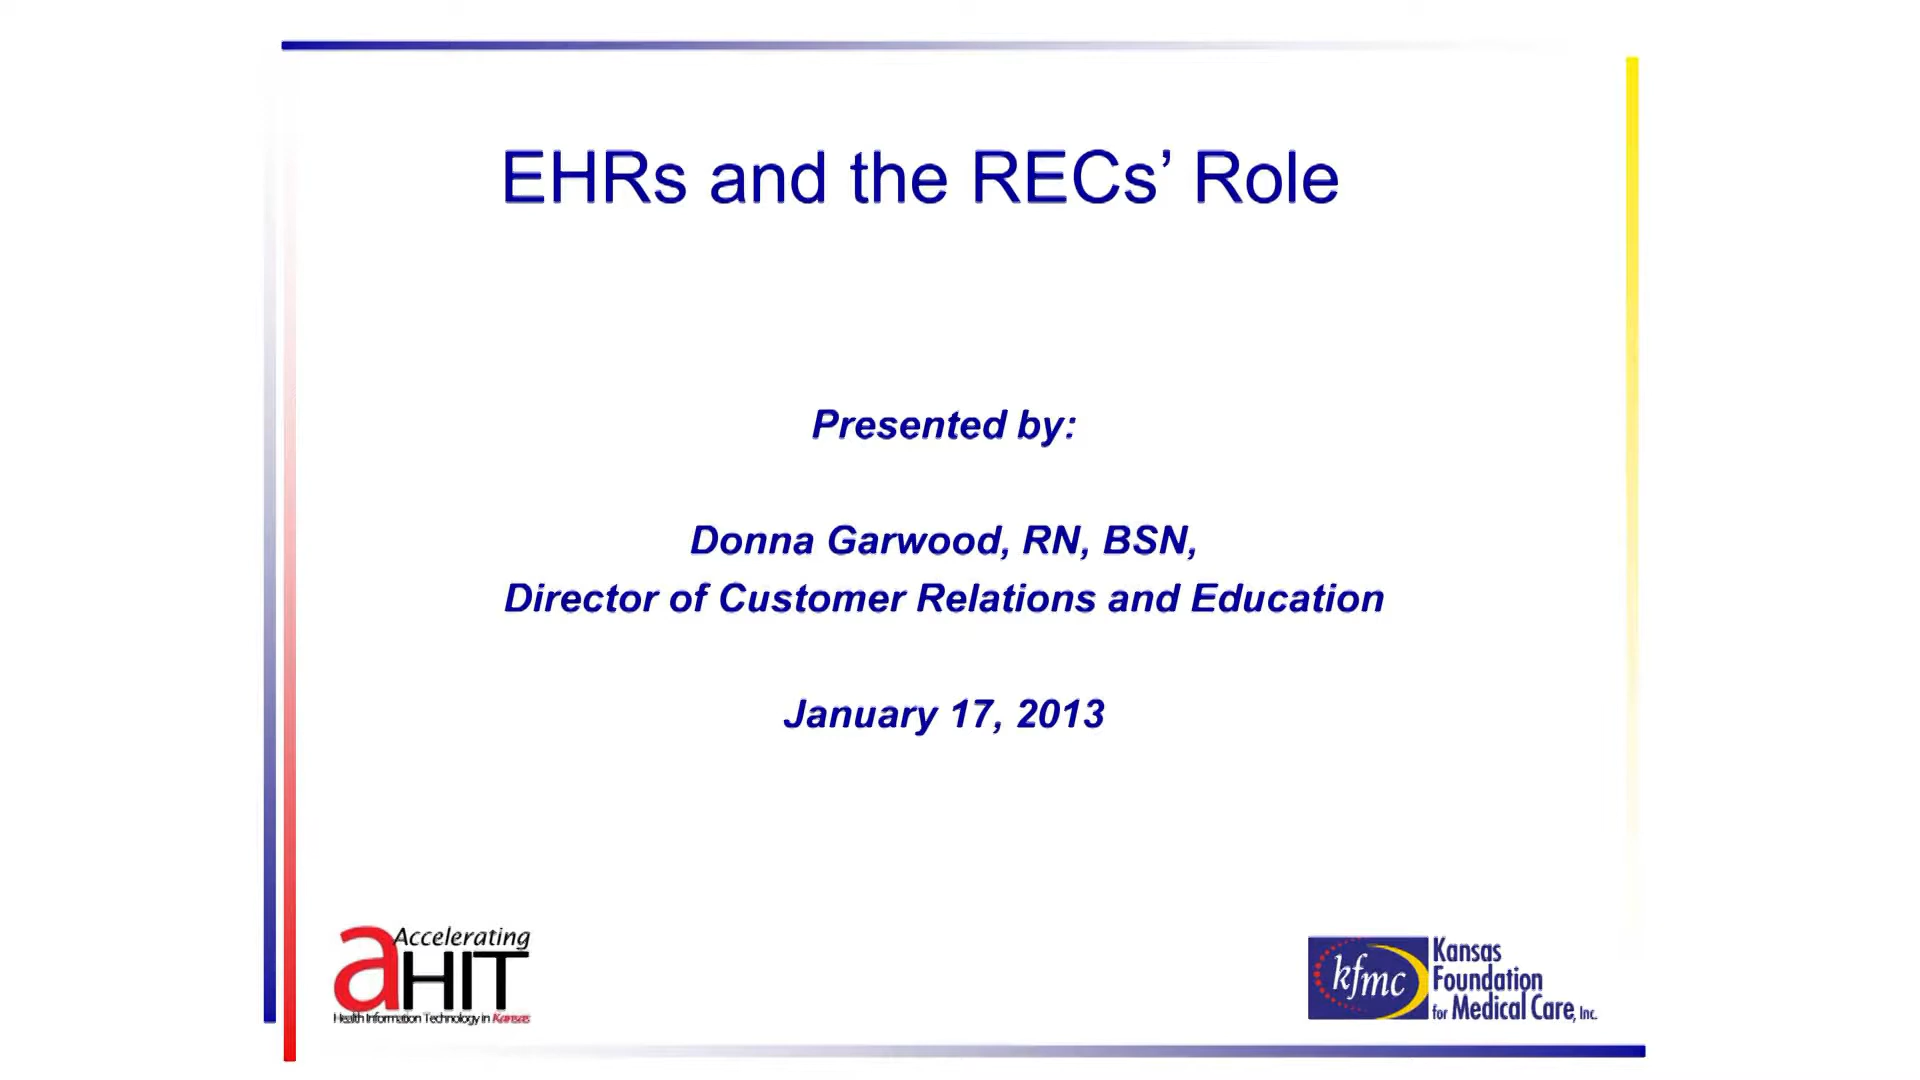 EHRs and the RECs’ Role
Presented by:
Donna Garwood, RN, BSN,
Director of Customer Relations and Education
January 17, 2013
Accelerating
aHIT
Health Information Technology in Kansas
kfmc
Kansas
Foundation
for Medical Care, Inc.